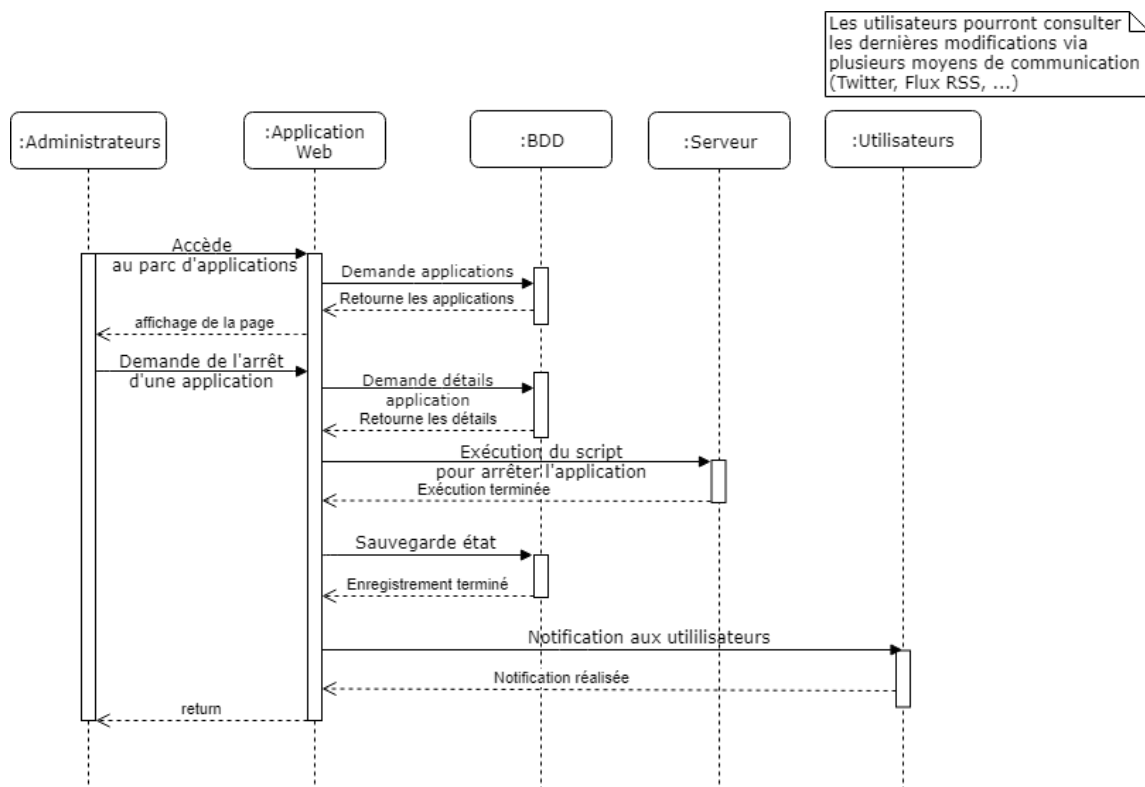 Les utilisateurs pourront consulter
les dernières modifications via
plusieurs moyens de communication
(Twitter, Flux RSS, ...)
:Administrateurs
:Application
Web
:BDD
:Serveur
:Utilisateurs
Accède
au parc d'applications
Demande applications
Retourne les applications
affichage de la page
Demande de l'arrêt
d'une application
Demande détails
application
Retourne les détails
Exécution du script
pour arrêter l'application
Exécution terminée
Sauvegarde état
Enregistrement terminé
Notification aux utililisateurs
Notification réalisée
return